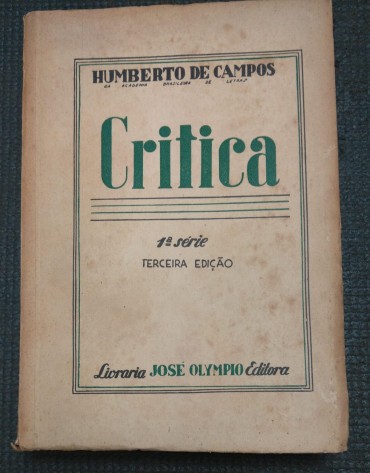 HUMBERTO DE CAMPOS
DA ACADEMIA BRASILEIRA DE LETRAS
Critica
1ª série
TERCEIRA EDIÇÃO
Livraria JOSÉ OLYMPIO Editora